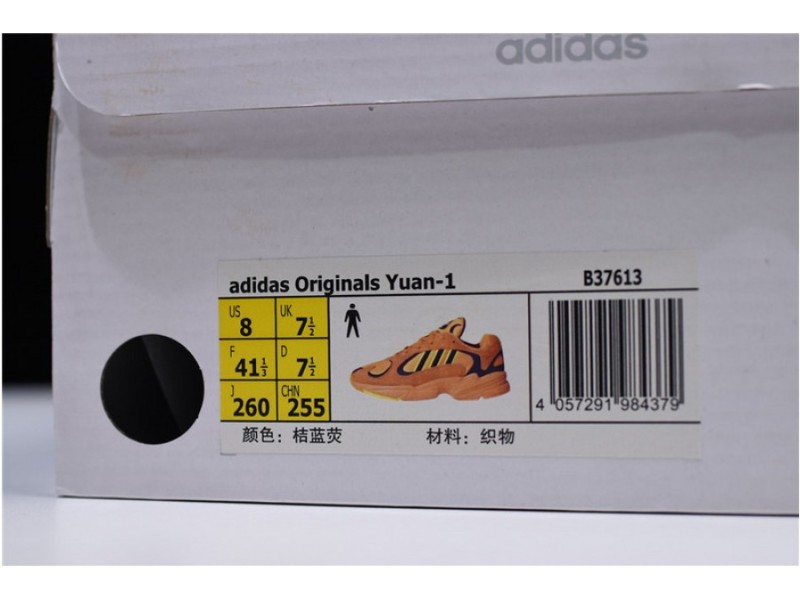 adidas
adidas Originals Yuan-1 B37613
US 8 UK 7½
F 41⅓ D 7½
J 260 CHN 255
4 057291 984379
颜色：桔蓝荧 材料：织物